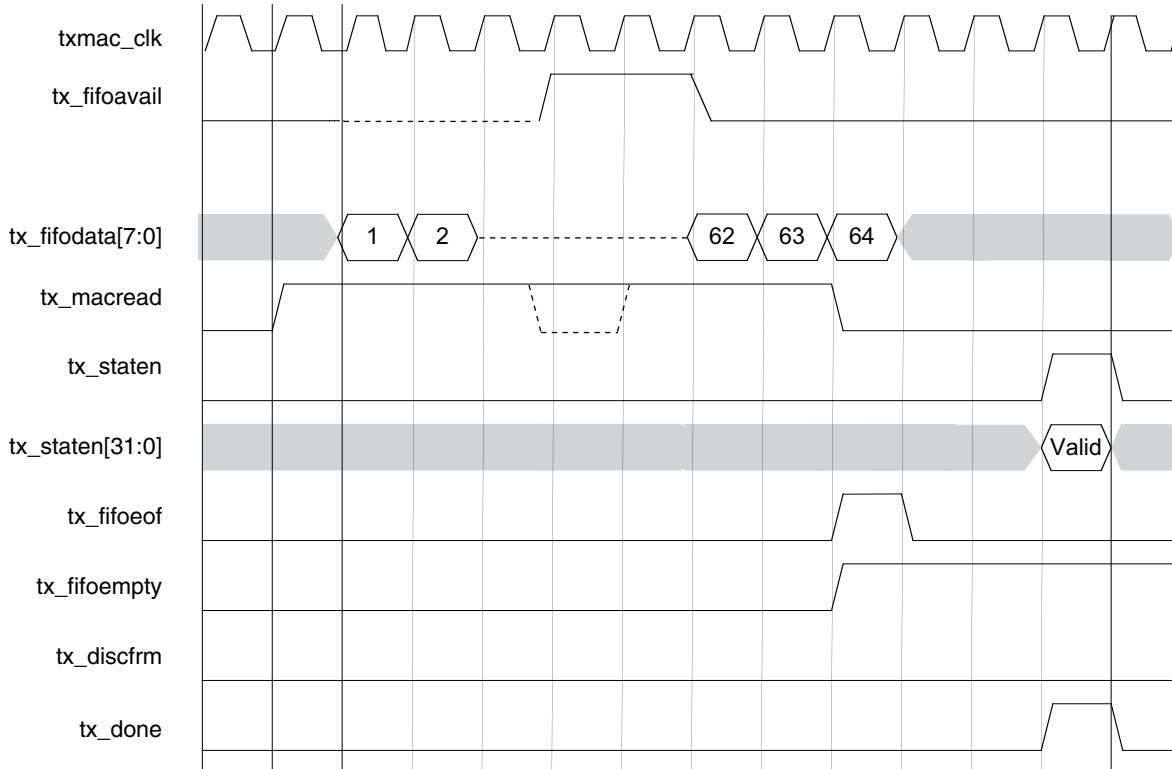 txmac_clk
tx_fifoavail
tx_fifodata[7:0] 1 2 62 63 64
tx_macread
tx_staten
tx_staten[31:0] Valid
tx_fifoeof
tx_fifoempty
tx_discfrm
tx_done